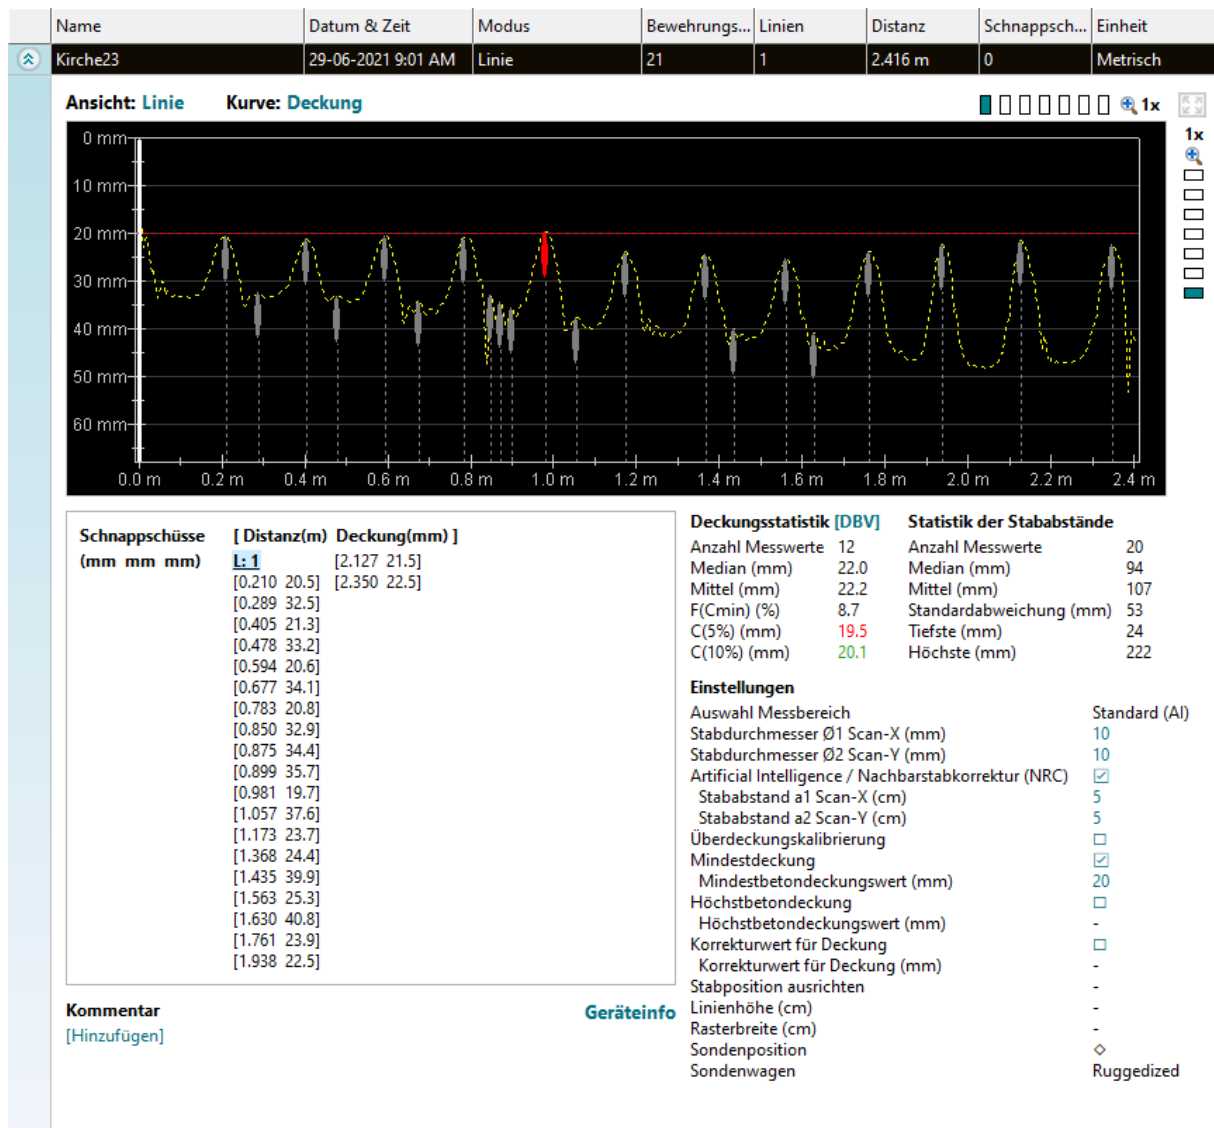 Name Datum & Zeit Modus Bewehrungs... Linien Distanz Schnappsch... Einheit
Kirche23 29-06-2021 9:01 AM Linie 21 1 2.416 m 0 Metrisch
Ansicht: Linie Kurve: Deckung 1x
1x
0 mm
10 mm
20 mm
30 mm
40 mm
50 mm
60 mm
0.0 m 0.2 m 0.4 m 0.6 m 0.8 m 1.0 m 1.2 m 1.4 m 1.6 m 1.8 m 2.0 m 2.2 m 2.4 m
Schnappschüsse [ Distanz(m) Deckung(mm) ]
(mm mm mm) L: 1 [2.127 21.5]
[0.210 20.5] [2.350 22.5]
[0.289 32.5]
[0.405 21.3]
[0.478 33.2]
[0.594 20.6]
[0.677 34.1]
[0.783 20.8]
[0.850 32.9]
[0.875 34.4]
[0.899 35.7]
[0.981 19.7]
[1.057 37.6]
[1.173 23.7]
[1.368 24.4]
[1.435 39.9]
[1.563 25.3]
[1.630 40.8]
[1.761 23.9]
[1.938 22.5]
Kommentar Geräteinfo
[Hinzufügen]
Deckungsstatistik [DBV]
Anzahl Messwerte 12
Median (mm) 22.0
Mittel (mm) 22.2
F(Cmin) (%) 8.7
C(5%) (mm) 19.5
C(10%) (mm) 20.1
Statistik der Stababstände
Anzahl Messwerte 20
Median (mm) 94
Mittel (mm) 107
Standardabweichung (mm) 53
Tiefste (mm) 24
Höchste (mm) 222
Einstellungen
Auswahl Messbereich Standard (AI)
Stabdurchmesser Ø1 Scan-X (mm) 10
Stabdurchmesser Ø2 Scan-Y (mm) 10
Artificial Intelligence / Nachbarstabkorrektur (NRC)
Stababstand a1 Scan-X (cm) 5
Stababstand a2 Scan-Y (cm) 5
Überdeckungskalibrierung
Mindestdeckung
Mindestbetondeckungswert (mm) 20
Höchstbetondeckung
Höchstbetondeckungswert (mm) -
Korrekturwert für Deckung
Korrekturwert für Deckung (mm) -
Stabposition ausrichten -
Linienhöhe (cm) -
Rasterbreite (cm) -
Sondenposition
Sondenwagen Ruggedized